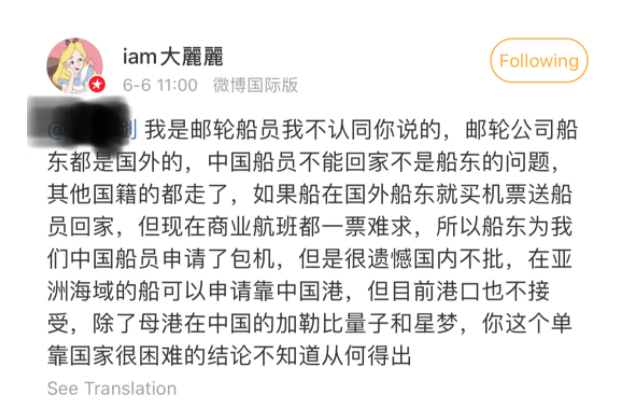 iam大麗麗
Following
6-6 11:00 微博国际版
剑 我是邮轮船员我不认同你说的，邮轮公司船
东都是国外的，中国船员不能回家不是船东的问题，
其他国籍的都走了，如果船在国外船东就买机票送船
员回家，但现在商业航班都一票难求，所以船东为我
们中国船员申请了包机，但是很遗憾国内不批，在亚
洲海域的船可以申请靠中国港，但目前港口也不接
受，除了母港在中国的加勒比量子和星梦，你这个单
靠国家很困难的结论不知道从何得出
See Translation